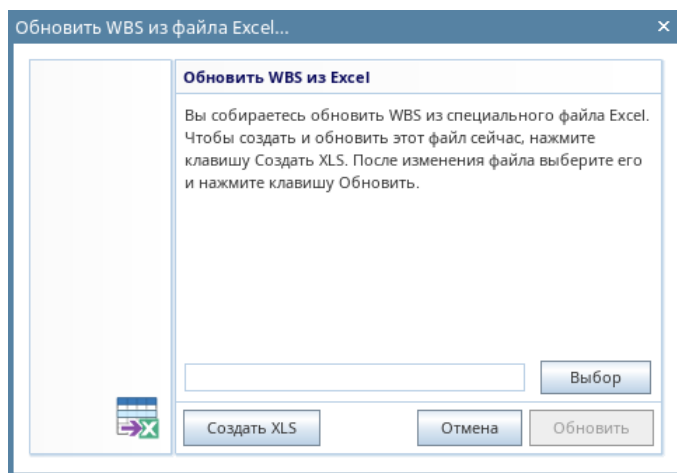 Обновить WBS из файла Excel...
×
Обновить WBS из Excel
Вы собираетесь обновить WBS из специального файла Excel.
Чтобы создать и обновить этот файл сейчас, нажмите
клавишу Создать XLS. После изменения файла выберите его
и нажмите клавишу Обновить.
Выбор
Создать XLS
Отмена
Обновить